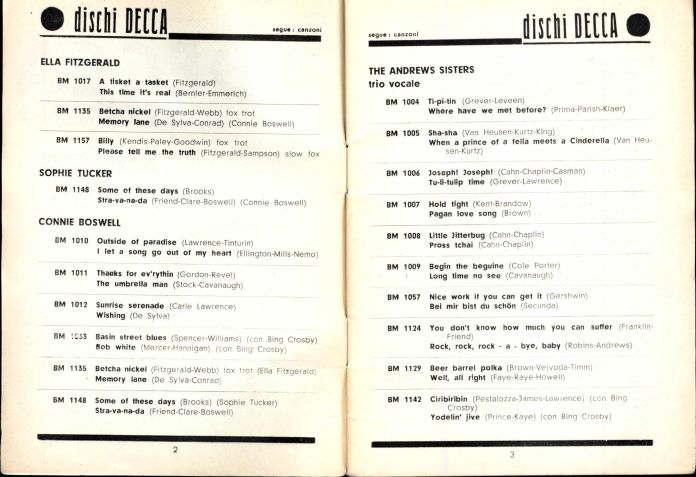 dischi DECCA
segue: canzoni
ELLA FITZGERALD
BM 1017 A tisket a tasket (Fitzgerald)
This time it's real (Bernier-Emmerich)
BM 1135 Betcha nickel (Fitzgerald-Webb) fox trot
Memory lane (De Sylva-Conrad) (Connie Boswell)
BM 1157 Billy (Kendis-Paley-Goodwin) fox trot
Please tell me the truth (Fitzgerald-Sampson) slow fox
SOPHIE TUCKER
BM 1148 Some of these days (Brooks)
Stra-va-na-da (Friend-Clare-Boswell) (Connie Boswell)
CONNIE BOSWELL
BM 1010 Outside of paradise (Lawrence-Tinturin)
I let a song go out of my heart (Ellington-Mills-Nemo)
BM 1011 Thauks for ev'rythin (Gordon-Revel)
The umbrella man (Stock-Cavanaugh)
BM 1012 Sunrise serenade (Carle Lawrence)
Wishing (De Sylva)
BM 1053 Basin street blues (Spencer-Williams) (con Bing Crosby)
Bob white (Mercer-Hannigan) (con Bing Crosby)
BM 1135 Betcha nickel (Fitzgerald-Webb) fox trot (Ella Fitzgerald)
Memory lane (De Sylva-Conrad)
BM 1148 Some of these days (Brooks) (Sophie Tucker)
Stra-va-na-da (Friend-Clare-Boswell)
2
segue: canzoni
dischi DECCA
THE ANDREWS SISTERS
trio vocale
BM 1004 Ti-pi-tin (Grever-Leveen)
Where have we met before? (Prima-Parish-Klaer)
BM 1005 Sha-sha (Van Heusen-Kurtz-King)
When a prince of a fella meets a Cinderella (Van Heu-
sen-Kurtz)
BM 1006 Joseph! Joseph! (Cahn-Chaplin-Casman)
Tu-li-tulip time (Grever-Lawrence)
BM 1007 Hold tight (Kent-Brandow)
Pagan love song (Brown)
BM 1008 Little Jitterbug (Cahn-Chaplin)
Pross tchai (Cahn-Chaplin)
BM 1009 Begin the beguine (Cole Porter)
Long time no see (Cavanaugh)
BM 1057 Nice work if you can get it (Gershwin)
Bei mir bist du schön (Secunda)
BM 1124 You don't know how much you can suffer (Franklin-
Friend)
Rock, rock, rock - a - bye, baby (Robins-Andrews)
BM 1129 Beer barrel polka (Brown-Vejvoda-Timm)
Well, all right (Faye-Raye-Howell)
BM 1142 Ciribiribin (Pestalozza-James-Lawrence) (con Bing
Crosby)
Yodelin' jive (Prince-Kaye) (con Bing Crosby)
3